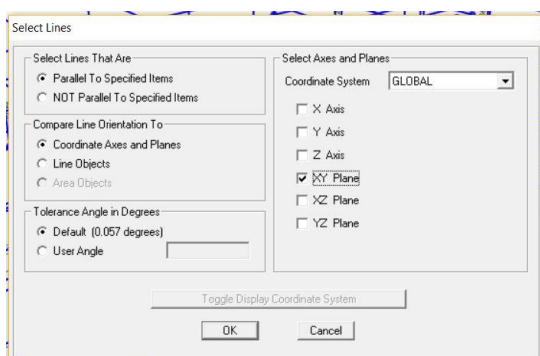 Select Lines
Select Lines That Are
Parallel To Specified Items
NOT Parallel To Specified Items
Compare Line Orientation To
Coordinate Axes and Planes
Line Objects
Area Objects
Tolerance Angle in Degrees
Default (0.057 degrees)
User Angle
Select Axes and Planes
Coordinate System GLOBAL
X Axis
Y Axis
Z Axis
XY Plane
XZ Plane
YZ Plane
Toggle Display Coordinate System
OK Cancel